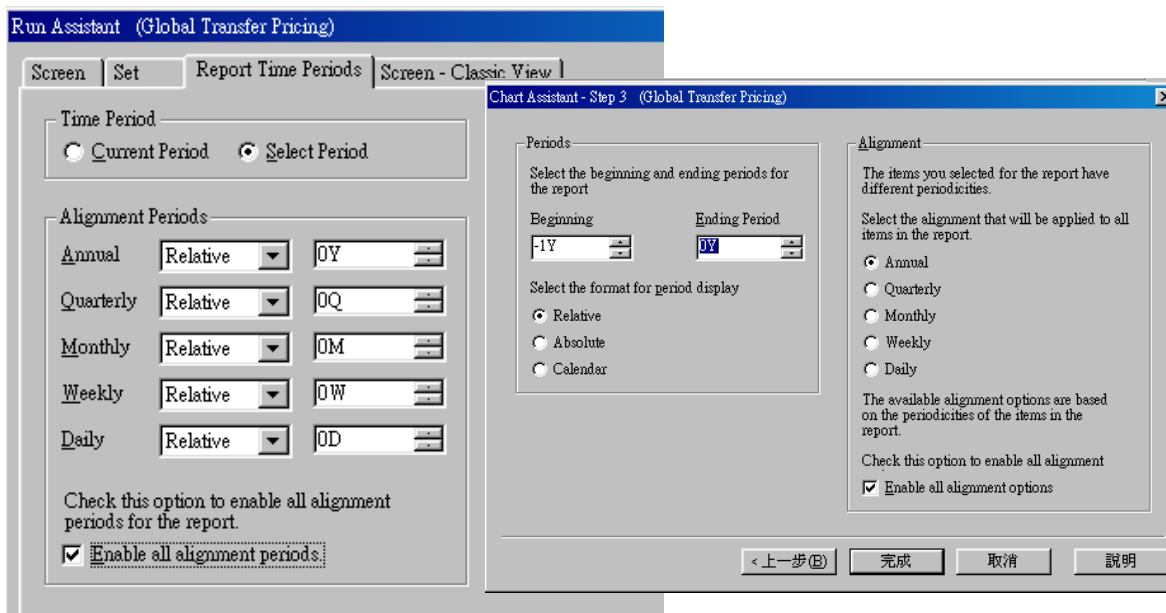 Run Assistant (Global Transfer Pricing)
Screen
Set
Report Time Periods
Screen - Classic View
Time Period
Current Period
Select Period
Alignment Periods
Annual Relative 0Y
Quarterly Relative 0Q
Monthly Relative 0M
Weekly Relative 0W
Daily Relative 0D
Check this option to enable all alignment
periods for the report.
Enable all alignment periods.
Chart Assistant - Step 3 (Global Transfer Pricing)
Periods
Select the beginning and ending periods for
the report
Beginning Ending Period
-1Y 0Y
Select the format for period display
Relative
Absolute
Calendar
Alignment
The items you selected for the report have
different periodicities.
Select the alignment that will be applied to all
items in the report.
Annual
Quarterly
Monthly
Weekly
Daily
The available alignment options are based
on the periodicities of the items in the
report.
Check this option to enable all alignment
Enable all alignment options
<上一步(B) 完成 取消 說明